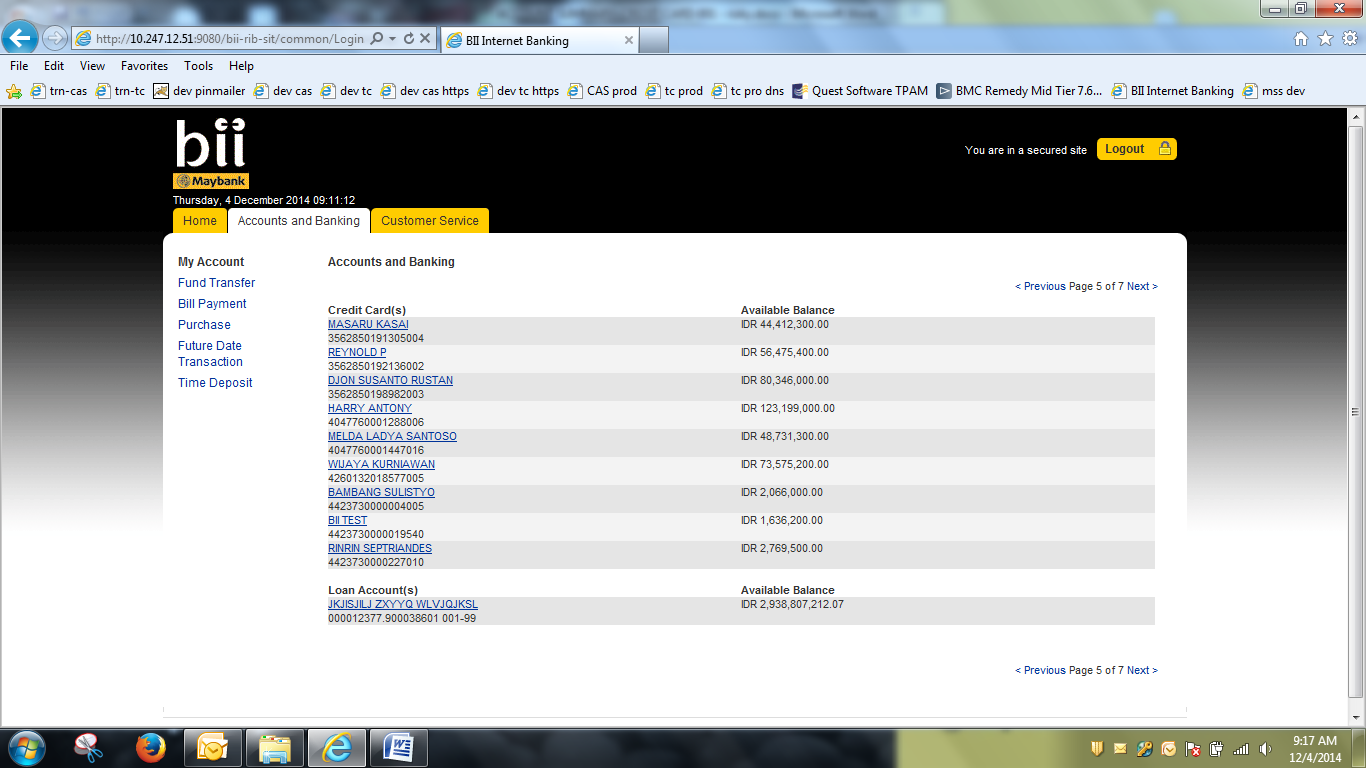 http://10.247.12.51:9080/bii-rib-sit/common/Login
BII Internet Banking
File Edit View Favorites Tools Help
trn-cas trn-tc dev pinmailer dev cas dev tc dev cas https dev tc https CAS prod tc prod tc pro dns Quest Software TPAM BMC Remedy Mid Tier 7.6... BII Internet Banking mss dev
bii
Maybank
You are in a secured site Logout
Thursday, 4 December 2014 09:11:12
Home Accounts and Banking Customer Service
My Account
Fund Transfer
Bill Payment
Purchase
Future Date
Transaction
Time Deposit
Accounts and Banking
< Previous Page 5 of 7 Next >
Credit Card(s) Available Balance
MASARU KASAI IDR 44,412,300.00
3562850191305004
REYNOLD P IDR 56,475,400.00
3562850192136002
DJON SUSANTO RUSTAN IDR 80,346,000.00
3562850198982003
HARRY ANTONY IDR 123,199,000.00
4047760001288006
MELDA LADYA SANTOSO IDR 48,731,300.00
4047760001447016
WIJAYA KURNIAWAN IDR 73,575,200.00
4260132018577005
BAMBANG SULISTYO IDR 2,066,000.00
4423730000004005
BII TEST IDR 1,636,200.00
4423730000019540
RINRIN SEPTRIANDES IDR 2,769,500.00
4423730000227010
Loan Account(s) Available Balance
JKJISJILJ ZXYYQ WLVJQJKSL IDR 2,938,807,212.07
000012377.900038601 001-99
< Previous Page 5 of 7 Next >
9:17 AM
12/4/2014